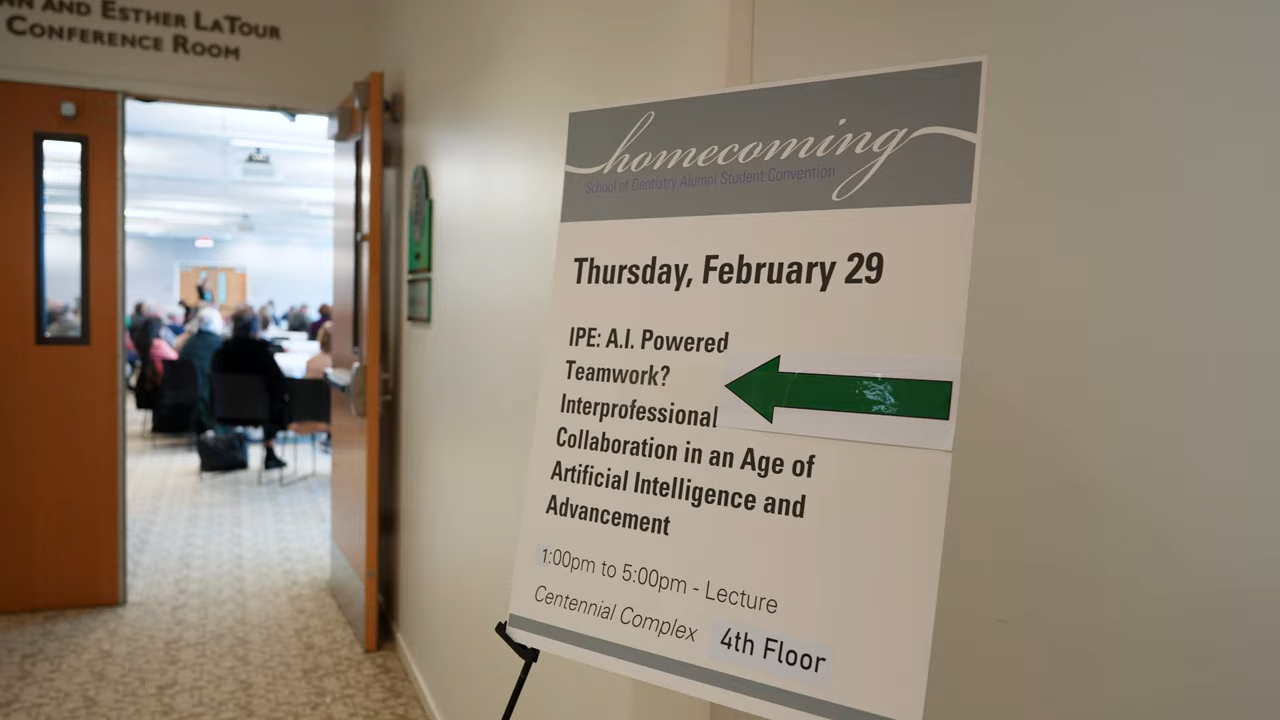 AND ESTHER LATOUR
CONFERENCE ROOM
homecoming
School of Dentistry Alumni Student Convention
Thursday, February 29
IPE: A.I. Powered
Teamwork?
Interprofessional
Collaboration in an Age of
Artificial Intelligence and
Advancement
1:00pm to 5:00pm - Lecture
Centennial Complex 4th Floor